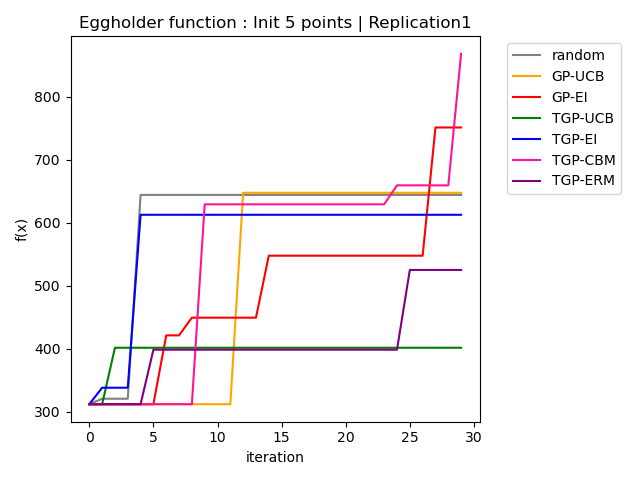 Eggholder function : Init 5 points | Replication1
f(x)
800
700
600
500
400
300
0 5 10 15 20 25 30
iteration
random
GP-UCB
GP-EI
TGP-UCB
TGP-EI
TGP-CBM
TGP-ERM